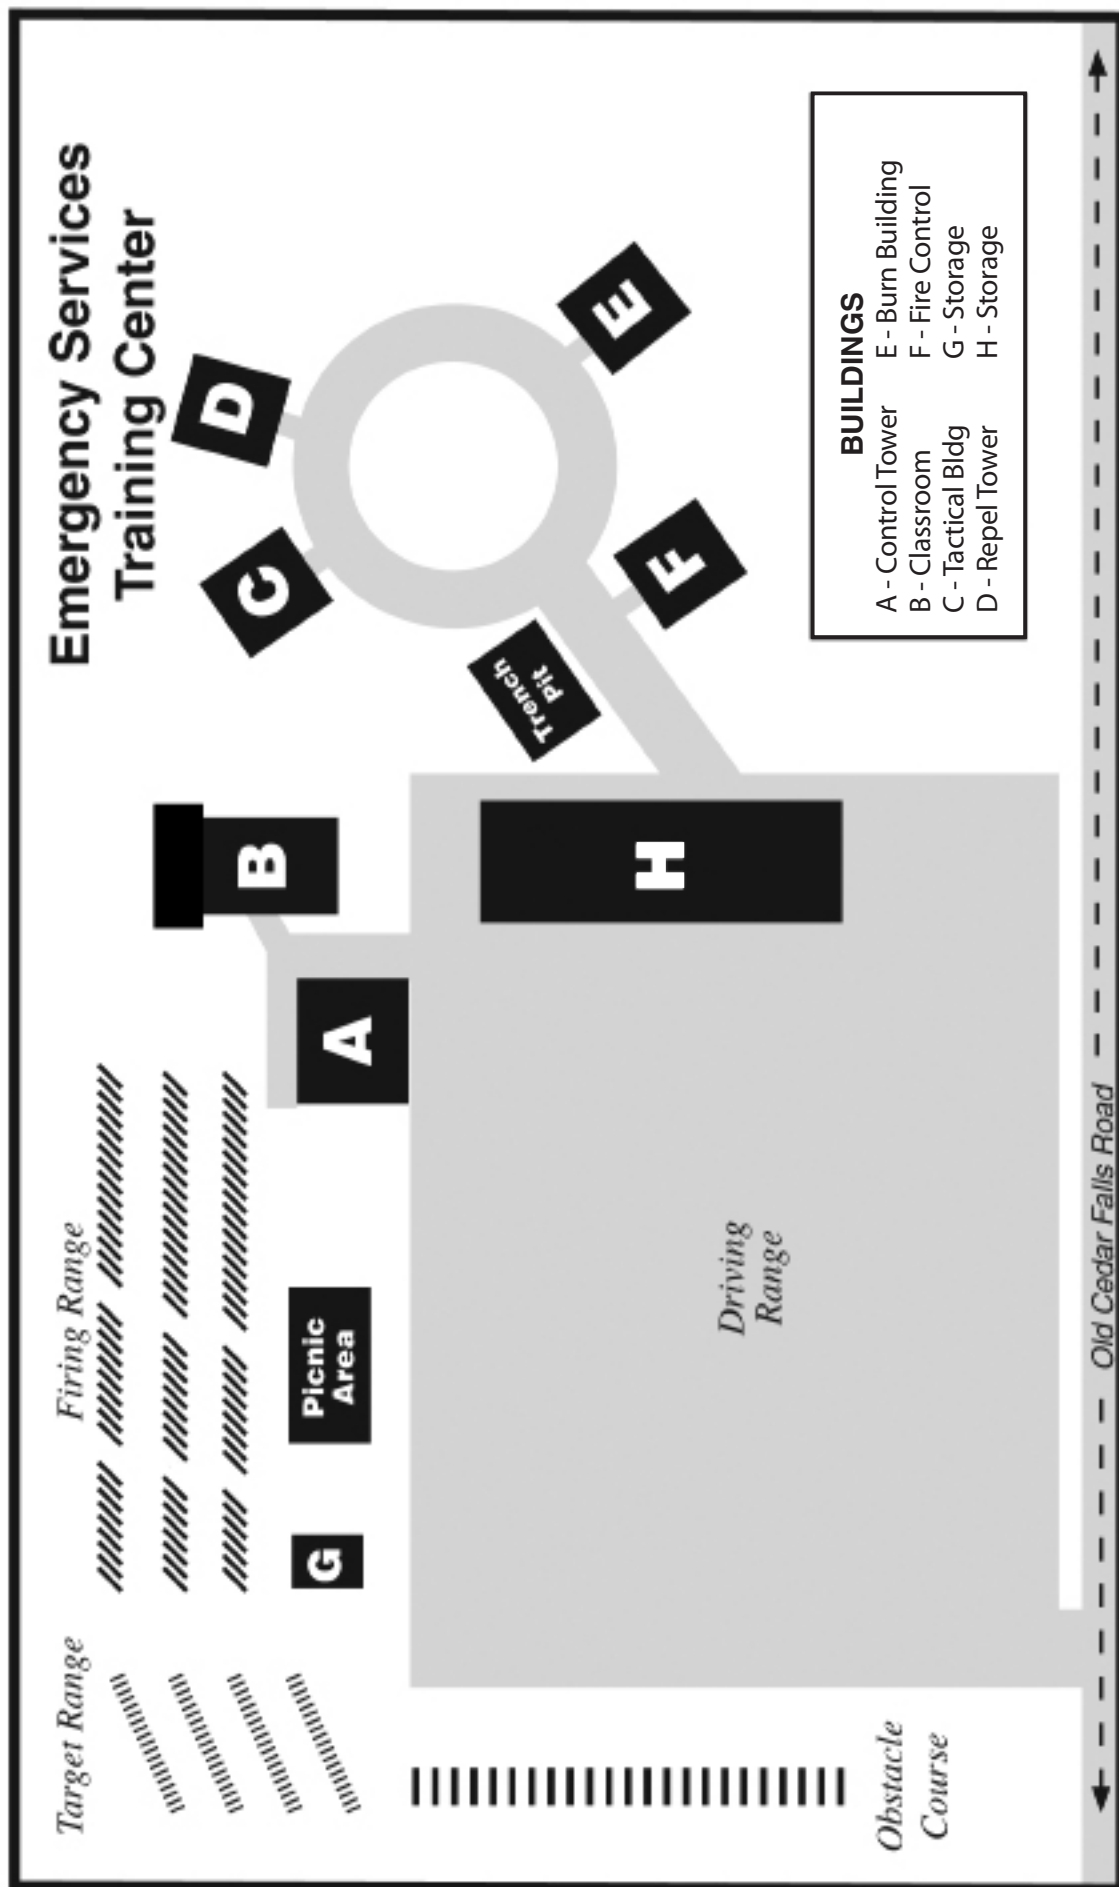 Emergency Services
Training Center
Target Range
Firing Range
G
Picnic
Area
A
B
C
D
E
F
Trench
Pit
H
Driving
Range
Obstacle
Course
BUILDINGS
A - Control Tower
B - Classroom
C - Tactical Bldg
D - Repel Tower
E - Burn Building
F - Fire Control
G - Storage
H - Storage
Old Cedar Falls Road